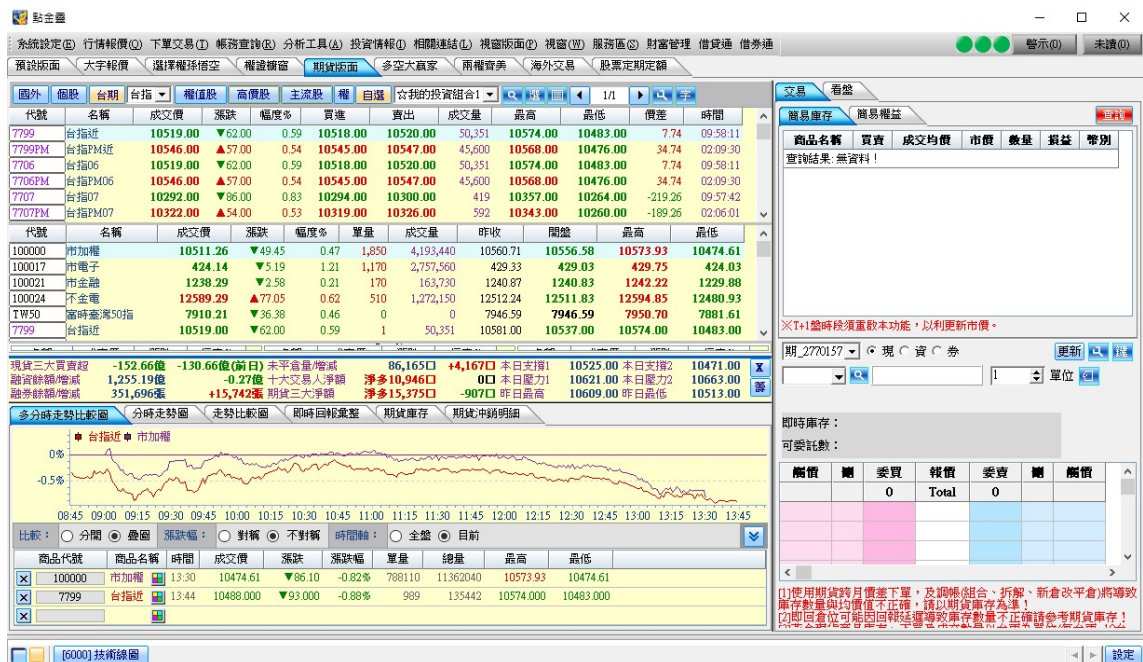 點金靈
系統設定(E) 行情報價(Q) 下單交易(T) 帳務查詢(R) 分析工具(A) 投資情報(I) 相關連結(L) 視窗版面(P) 視窗(W) 服務區(S) 財富管理 借貸通 借券通 警示(0) 未讀(0)
預設版面 大字報價 選擇權孫悟空 權證櫥窗 期貨版面 多空大贏家 兩權齊美 海外交易 股票定期定額
國外 個股 台期 台指 權值股 高價股 主流股 權 自選 ☆我的投資組合1 選 1/1 字
代號 名稱 成交價 漲跌 幅度% 買進 賣出 成交量 最高 最低 價差 時間
7799 台指近 10519.00 ▼62.00 0.59 10518.00 10520.00 50,351 10574.00 10483.00 7.74 09:58:11
7799PM 台指PM近 10546.00 ▲57.00 0.54 10545.00 10547.00 45,600 10568.00 10476.00 34.74 02:09:30
7706 台指06 10519.00 ▼62.00 0.59 10518.00 10520.00 50,351 10574.00 10483.00 7.74 09:58:11
7706PM 台指PM06 10546.00 ▲57.00 0.54 10545.00 10547.00 45,600 10568.00 10476.00 34.74 02:09:30
7707 台指07 10292.00 ▼86.00 0.83 10294.00 10300.00 419 10357.00 10264.00 -219.26 09:57:42
7707PM 台指PM07 10322.00 ▲54.00 0.53 10319.00 10326.00 592 10343.00 10260.00 -189.26 02:06:01
代號 名稱 成交價 漲跌 幅度% 單量 成交量 昨收 開盤 最高 最低
100000 市加權 10511.26 ▼49.45 0.47 1,850 4,193,440 10560.71 10556.58 10573.93 10474.61
100017 市電子 424.14 ▼5.19 1.21 1,170 2,757,560 429.33 429.03 429.75 424.03
100021 市金融 1238.29 ▼2.58 0.21 170 163,730 1240.87 1240.83 1242.22 1229.88
100024 不金電 12589.29 ▲77.05 0.62 510 1,272,150 12512.24 12511.83 12594.85 12480.93
TW50 富時臺灣50指 7910.21 ▼36.38 0.46 0 0 7946.59 7946.59 7950.70 7881.61
7799 台指近 10519.00 ▼62.00 0.59 1 50,351 10581.00 10537.00 10574.00 10483.00
現貨三大買賣超 -152.66億 -130.66億(前日) 未平倉量/增減 86,165口 +4,167口 本日支撐1 10525.00 本日支撐2 10471.00
融資餘額/增減 1,255.19億 -0.27億 十大交易人淨額 淨多10,946口 0口 本日壓力1 10621.00 本日壓力2 10663.00
融券餘額/增減 351,696張 +15,742張 期貨三大淨額 淨多15,375口 -907口 昨日最高 10609.00 昨日最低 10513.00
多分時走勢比較圖 分時走勢圖 走勢比較圖 即時回報彙整 期貨庫存 期貨沖銷明細
台指近 市加權
0%
-0.5%
08:45 09:00 09:15 09:30 09:45 10:00 10:15 10:30 10:45 11:00 11:15 11:30 11:45 12:00 12:15 12:30 12:45 13:00 13:15 13:30 13:45
比較： 分開 疊圖 漲跌幅： 對稱 不對稱 時間軸： 全盤 目前
商品代號 商品名稱 時間 成交價 漲跌 漲跌幅 單量 總量 最高 最低
100000 市加權 13:30 10474.61 ▼86.10 -0.82% 788110 11362040 10573.93 10474.61
7799 台指近 13:44 10488.000 ▼93.000 -0.88% 989 135442 10574.000 10483.000
[6000] 技術線圖
交易 看盤
簡易庫存 簡易權益 查詢
商品名稱 買賣 成交均價 市價 數量 損益 幣別
查詢結果:無資料！
※T+1盤時段須重啟本功能，以利更新市價。
期_2770157 現 資 券 更新
1 單位
即時庫存：
可委託數：
觸價 委買 報價 委賣 觸價
0 Total 0
[1]使用期貨跨月價差下單，及調帳(組合、拆解、新倉改平倉)將導致
庫存數量與均價值不正確，請以期貨庫存為準！
[2]即回倉位可能因回報延遲導致庫存數量不正確請參考期貨庫存！
設定